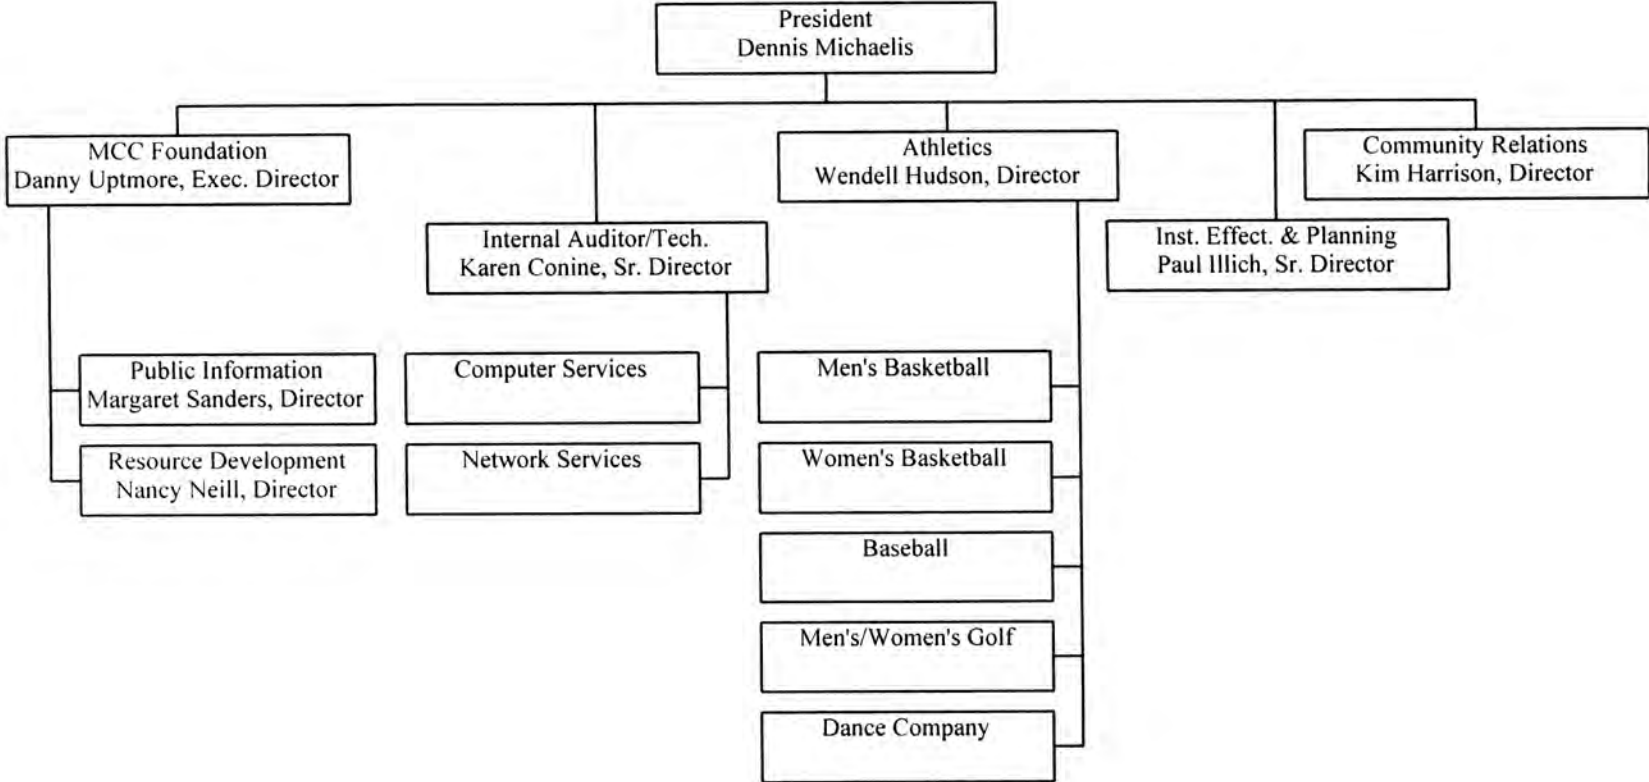 President
Dennis Michaelis
MCC Foundation
Danny Uptmore, Exec. Director
Athletics
Wendell Hudson, Director
Community Relations
Kim Harrison, Director
Internal Auditor/Tech.
Karen Conine, Sr. Director
Inst. Effect. & Planning
Paul Illich, Sr. Director
Public Information
Margaret Sanders, Director
Computer Services
Men's Basketball
Resource Development
Nancy Neill, Director
Network Services
Women's Basketball
Baseball
Men's/Women's Golf
Dance Company